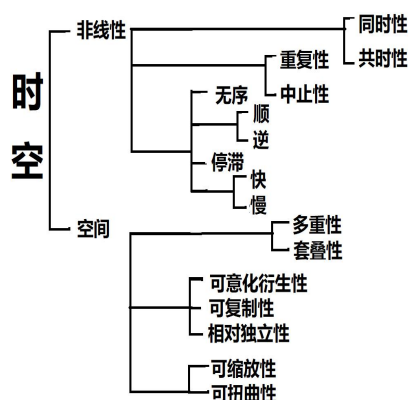 时空
非线性
同时性
共时性
重复性
中止性
无序
顺
逆
停滞
快
慢
空间
多重性
套叠性
可意化衍生性
可复制性
相对独立性
可缩放性
可扭曲性